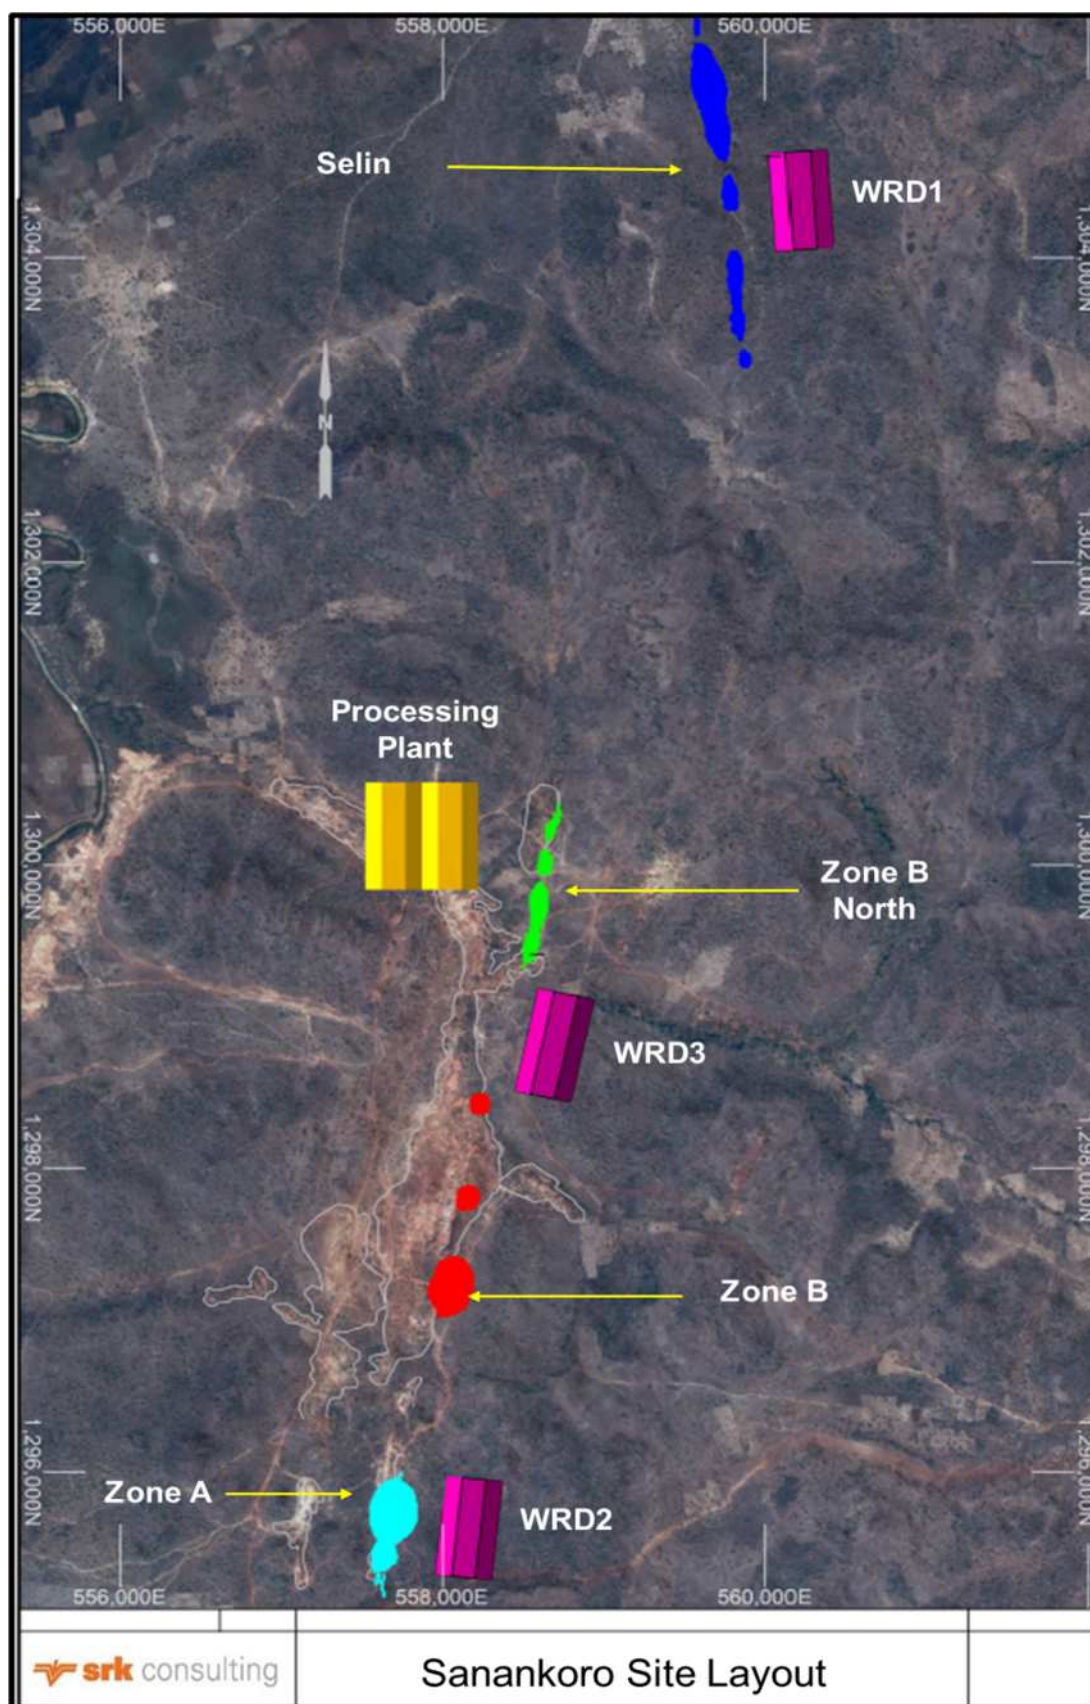 556,000E
558,000E
560,000E
Selin
WRD1
1,304,000N
1,304,000N
N
1,302,000N
1,302,000N
Processing
Plant
1,300,000N
1,300,000N
Zone B
North
WRD3
1,298,000N
1,298,000N
Zone B
1,296,000N
1,296,000N
Zone A
WRD2
556,000E
558,000E
560,000E
srk consulting
Sanankoro Site Layout